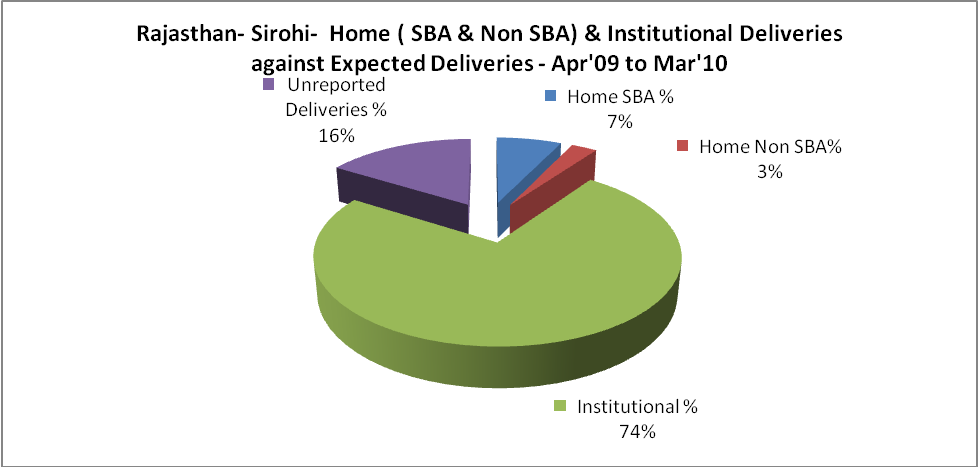 Rajasthan- Sirohi- Home ( SBA & Non SBA) & Institutional Deliveries
against Expected Deliveries - Apr'09 to Mar'10
Unreported
Deliveries %
16%
Home SBA %
7%
Home Non SBA%
3%
Institutional %
74%